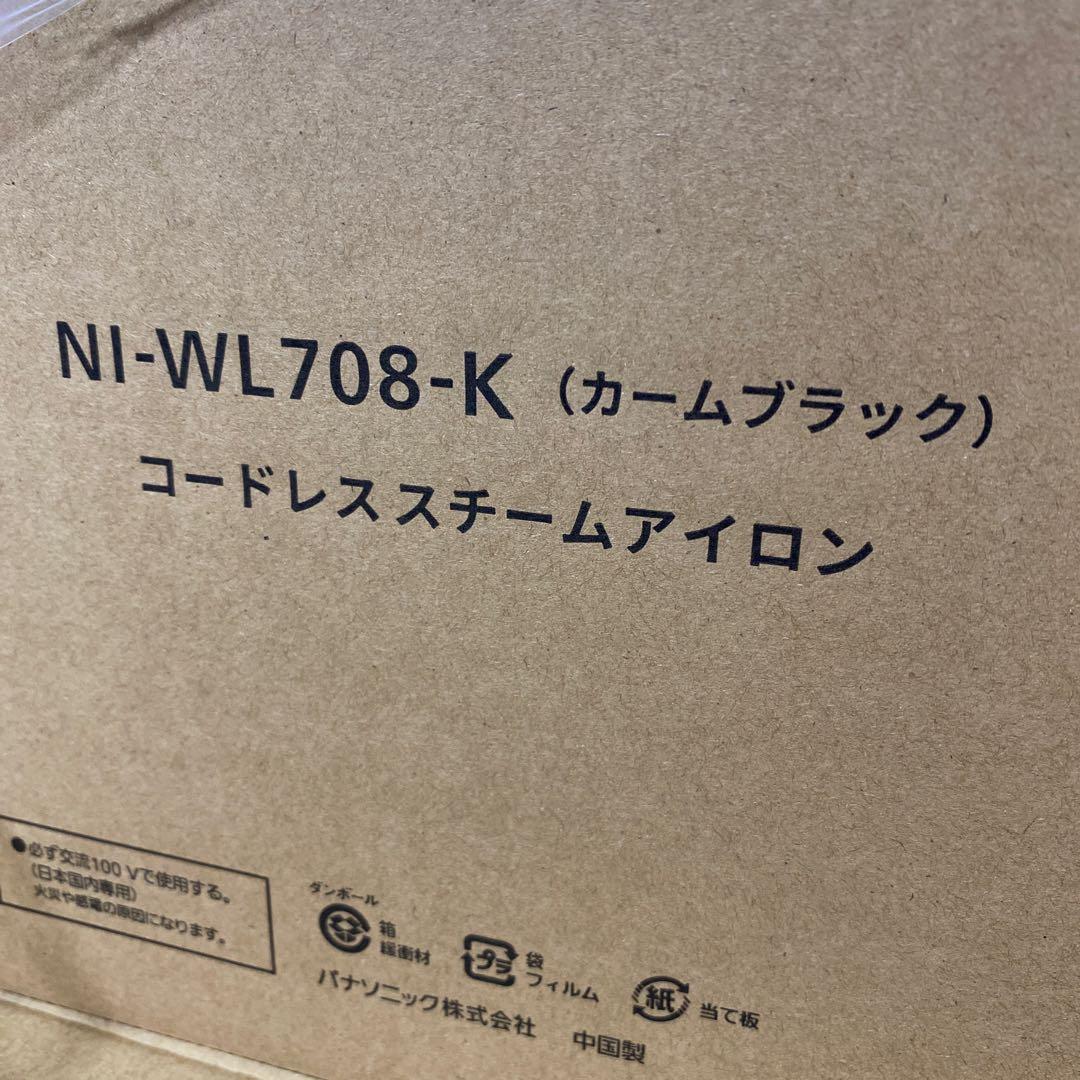 NI-WL708-K（カームブラック）
コードレススチームアイロン
●必ず交流100 Vで使用する。
（日本国内専用）
火災や感電の原因になります。
ダンボール
箱
緩衝材
プラ
袋
フィルム
紙
当て板
パナソニック株式会社 中国製